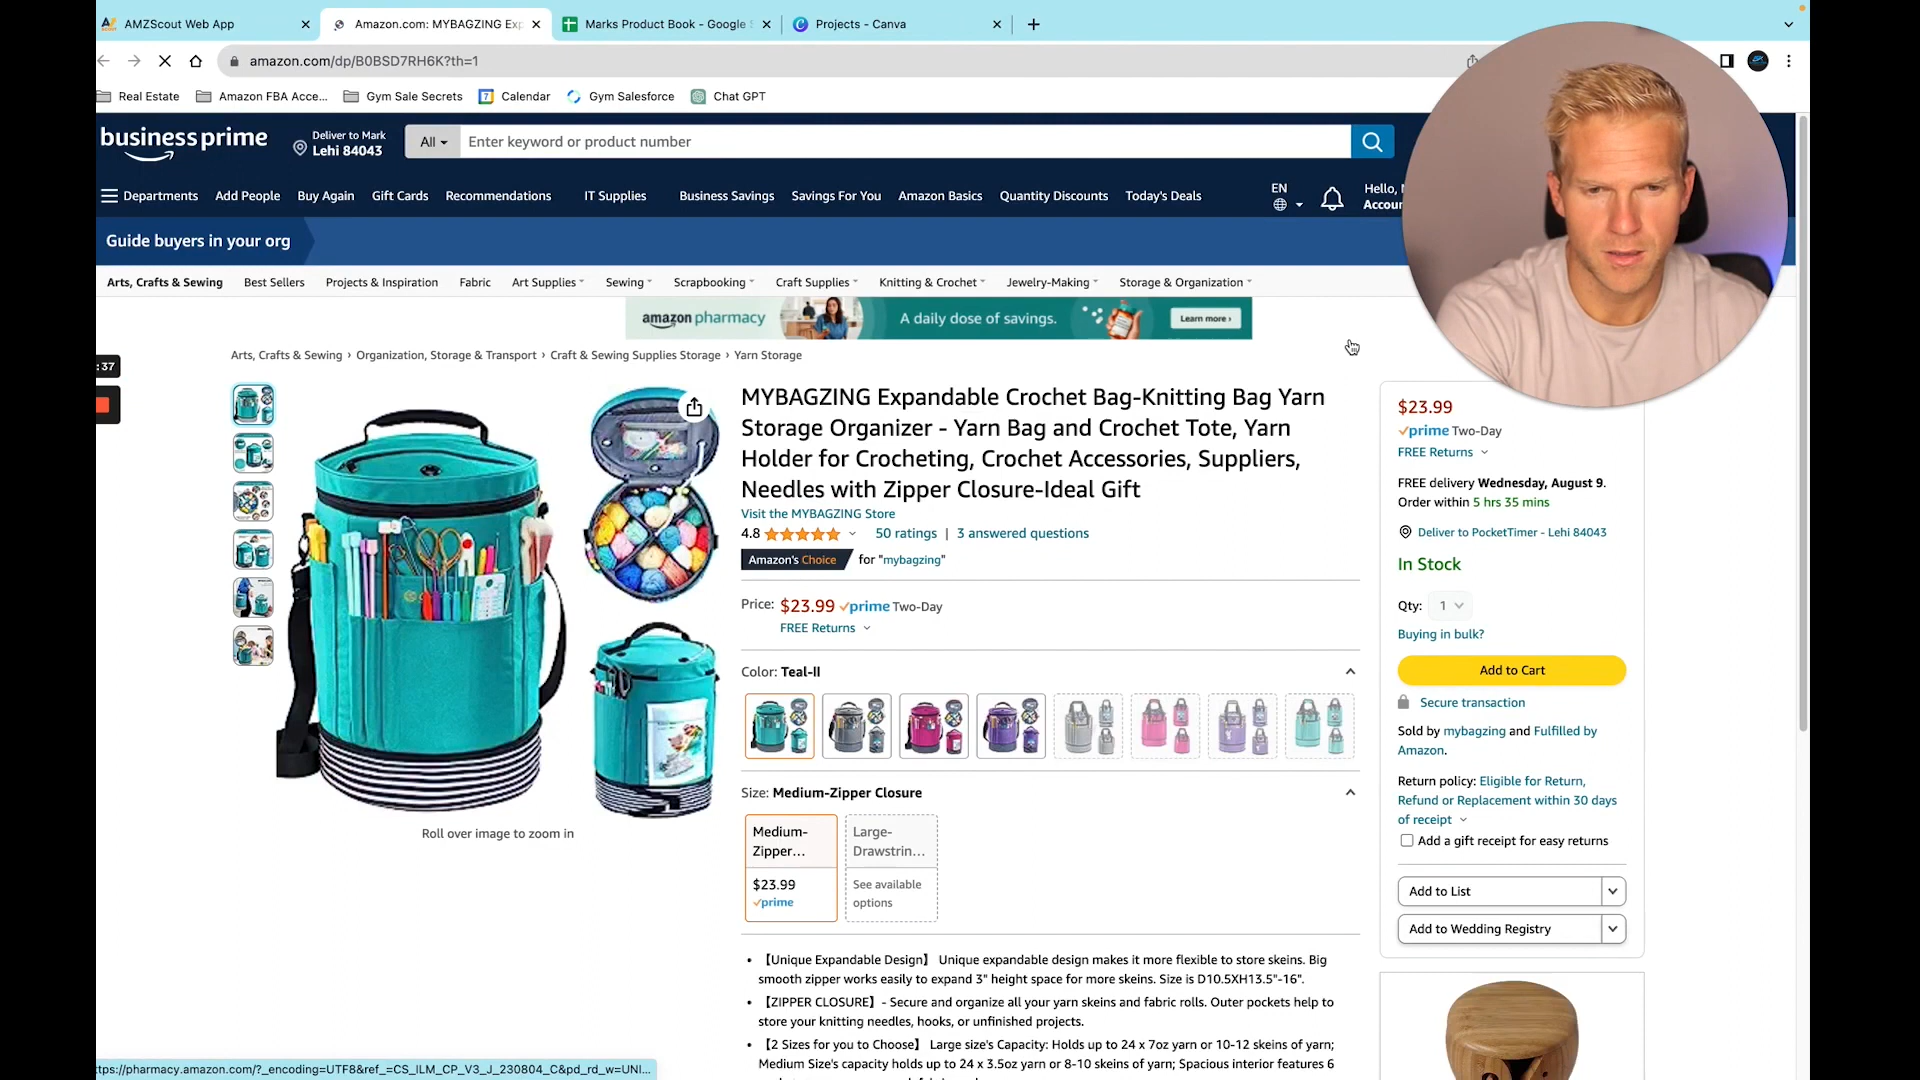 AMZScout Web App
Amazon.com: MYBAGZING Exp
Marks Product Book - Google S
Projects - Canva
amazon.com/dp/B0BSD7RH6K?th=1
Real Estate
Amazon FBA Acce...
Gym Sale Secrets
Calendar
Gym Salesforce
Chat GPT
business prime
Deliver to Mark
Lehi 84043
All
Enter keyword or product number
Departments
Add People
Buy Again
Gift Cards
Recommendations
IT Supplies
Business Savings
Savings For You
Amazon Basics
Quantity Discounts
Today's Deals
EN
Hello,
Accou
Guide buyers in your org
Arts, Crafts & Sewing
Best Sellers
Projects & Inspiration
Fabric
Art Supplies
Sewing
Scrapbooking
Craft Supplies
Knitting & Crochet
Jewelry-Making
Storage & Organization
amazon pharmacy
A daily dose of savings.
Learn more ›
Arts, Crafts & Sewing › Organization, Storage & Transport › Craft & Sewing Supplies Storage › Yarn Storage
:37
MYBAGZING Expandable Crochet Bag-Knitting Bag Yarn
Storage Organizer - Yarn Bag and Crochet Tote, Yarn
Holder for Crocheting, Crochet Accessories, Suppliers,
Needles with Zipper Closure-Ideal Gift
Visit the MYBAGZING Store
4.8
50 ratings | 3 answered questions
Amazon's Choice for "mybagzing"
Price: $23.99 prime Two-Day
FREE Returns
Color: Teal-II
Size: Medium-Zipper Closure
Medium-
Zipper...
$23.99
prime
Large-
Drawstrin...
See available
options
Roll over image to zoom in
• 【Unique Expandable Design】 Unique expandable design makes it more flexible to store skeins. Big
smooth zipper works easily to expand 3" height space for more skeins. Size is D10.5XH13.5"-16".
• 【ZIPPER CLOSURE】- Secure and organize all your yarn skeins and fabric rolls. Outer pockets help to
store your knitting needles, hooks, or unfinished projects.
• 【2 Sizes for you to Choose】 Large size's Capacity: Holds up to 24 x 7oz yarn or 10-12 skeins of yarn;
Medium Size's capacity holds up to 24 x 3.5oz yarn or 8-10 skeins of yarn; Spacious interior features 6
$23.99
prime Two-Day
FREE Returns
FREE delivery Wednesday, August 9.
Order within 5 hrs 35 mins
Deliver to PocketTimer - Lehi 84043
In Stock
Qty: 1
Buying in bulk?
Add to Cart
Secure transaction
Sold by mybagzing and Fulfilled by
Amazon.
Return policy: Eligible for Return,
Refund or Replacement within 30 days
of receipt
Add a gift receipt for easy returns
Add to List
Add to Wedding Registry
ttps://pharmacy.amazon.com/?_encoding=UTF8&ref_=CS_ILM_CP_V3_J_230804_C&pd_rd_w=UNI...